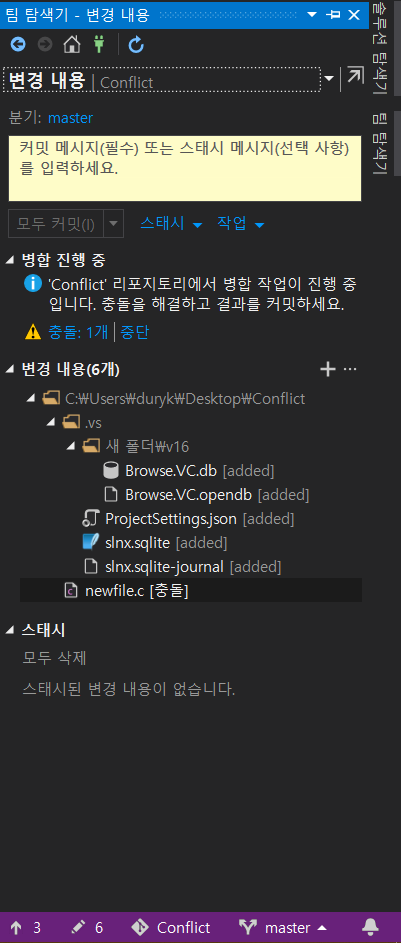 팀 탐색기 - 변경 내용
변경 내용 | Conflict
분기: master
커밋 메시지(필수) 또는 스태시 메시지(선택 사항)
를 입력하세요.
모두 커밋(I) 스태시 작업
병합 진행 중
'Conflict' 리포지토리에서 병합 작업이 진행 중
입니다. 충돌을 해결하고 결과를 커밋하세요.
충돌: 1개 | 중단
변경 내용(6개)
C:₩Users₩duryk₩Desktop₩Conflict
.vs
새 폴더₩v16
Browse.VC.db [added]
Browse.VC.opendb [added]
ProjectSettings.json [added]
slnx.sqlite [added]
slnx.sqlite-journal [added]
newfile.c [충돌]
스태시
모두 삭제
스태시된 변경 내용이 없습니다.
3 6 Conflict master
솔루션 탐색기
팀 탐색기